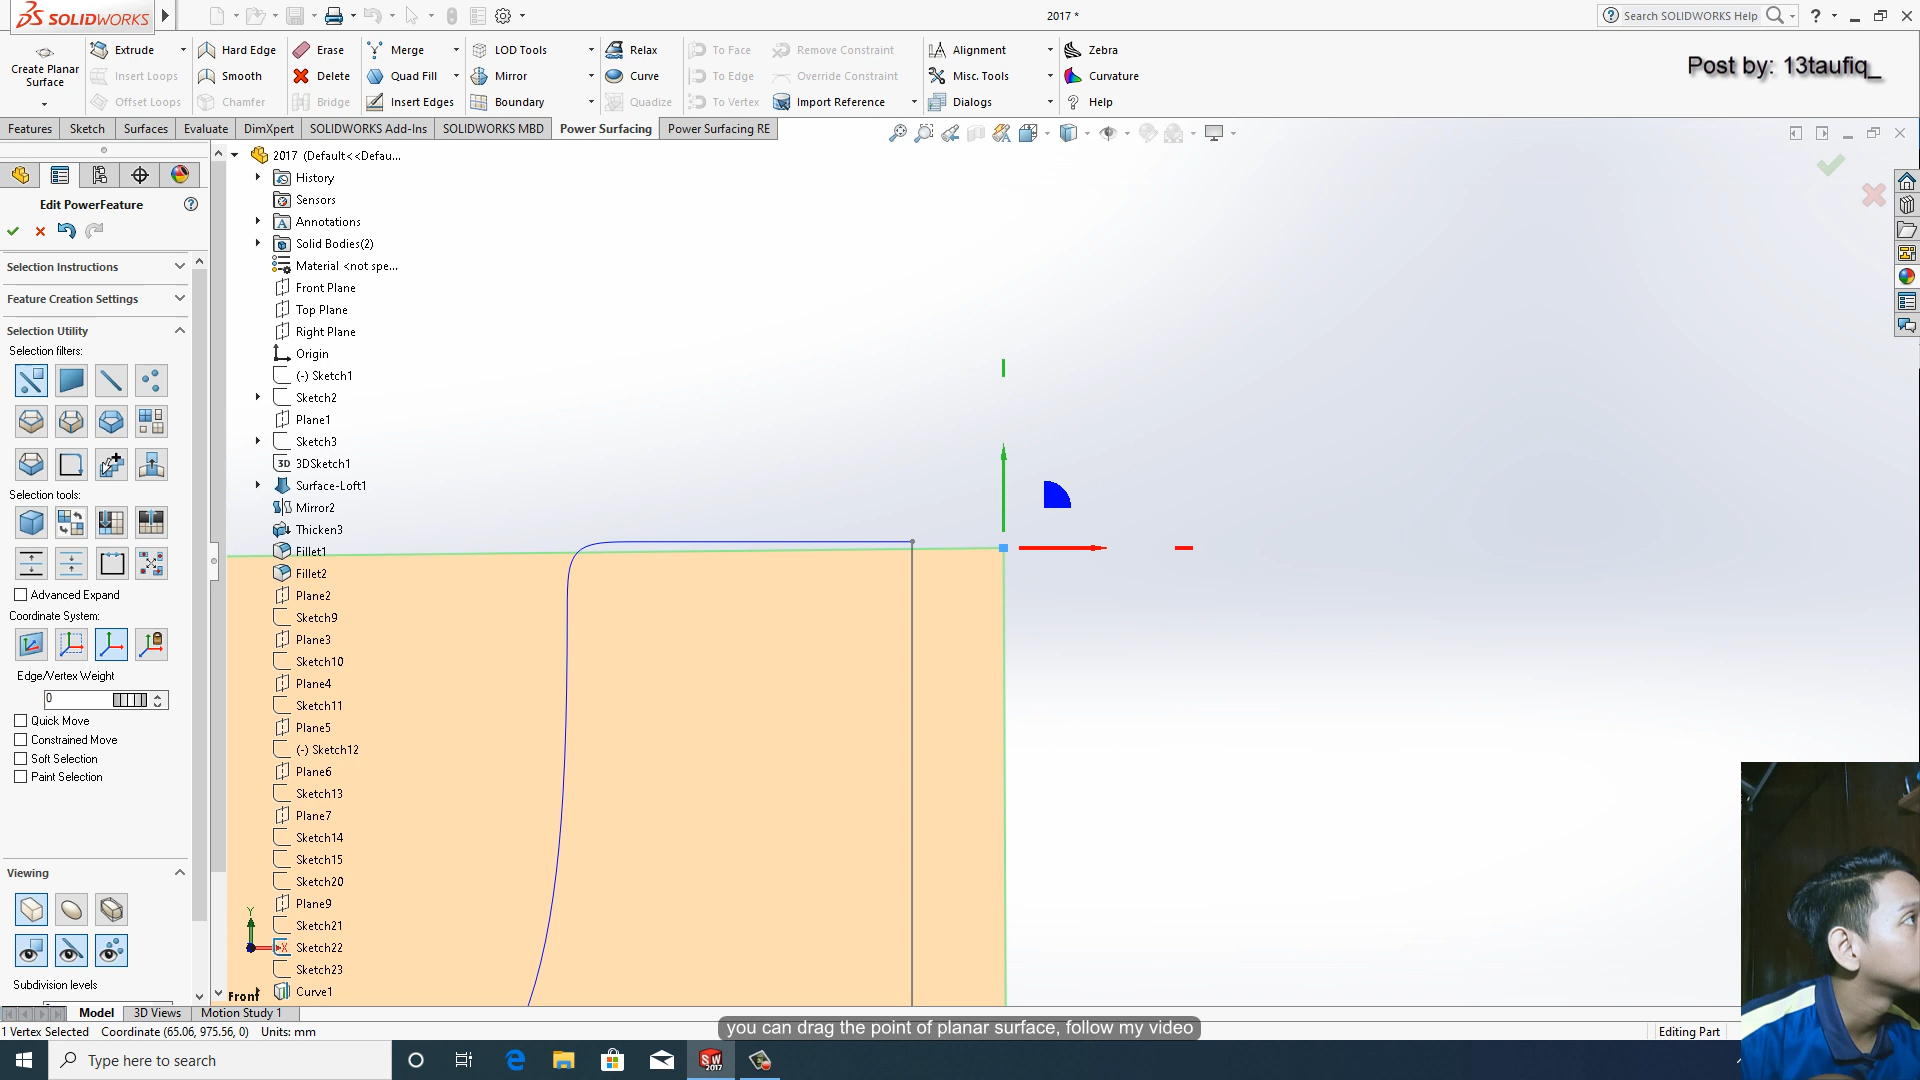 SOLIDWORKS
2017 *
Search SOLIDWORKS Help
?
Create Planar
Surface
Extrude
Insert Loops
Offset Loops
Hard Edge
Smooth
Chamfer
Erase
Delete
Bridge
Merge
Quad Fill
Insert Edges
LOD Tools
Mirror
Boundary
Relax
Curve
Quadize
To Face
To Edge
To Vertex
Remove Constraint
Override Constraint
Import Reference
Alignment
Misc. Tools
Dialogs
Zebra
Curvature
Help
Post by: 13taufiq_
Features
Sketch
Surfaces
Evaluate
DimXpert
SOLIDWORKS Add-Ins
SOLIDWORKS MBD
Power Surfacing
Power Surfacing RE
Edit PowerFeature
Selection Instructions
Feature Creation Settings
Selection Utility
Selection filters:
Selection tools:
Advanced Expand
Coordinate System:
Edge/Vertex Weight
0
Quick Move
Constrained Move
Soft Selection
Paint Selection
Viewing
Subdivision levels
2017 (Default<<Defau...
History
Sensors
Annotations
Solid Bodies(2)
Material <not spe...
Front Plane
Top Plane
Right Plane
Origin
(-) Sketch1
Sketch2
Plane1
Sketch3
3D 3DSketch1
Surface-Loft1
Mirror2
Thicken3
Fillet1
Fillet2
Plane2
Sketch9
Plane3
Sketch10
Plane4
Sketch11
Plane5
(-) Sketch12
Plane6
Sketch13
Plane7
Sketch14
Sketch15
Sketch20
Plane9
Sketch21
Sketch22
Sketch23
Curve1
Y
X
Front
Model
3D Views
Motion Study 1
you can drag the point of planar surface, follow my video
1 Vertex Selected Coordinate (65.06, 975.56, 0) Units: mm
Editing Part
Type here to search
SW
2017